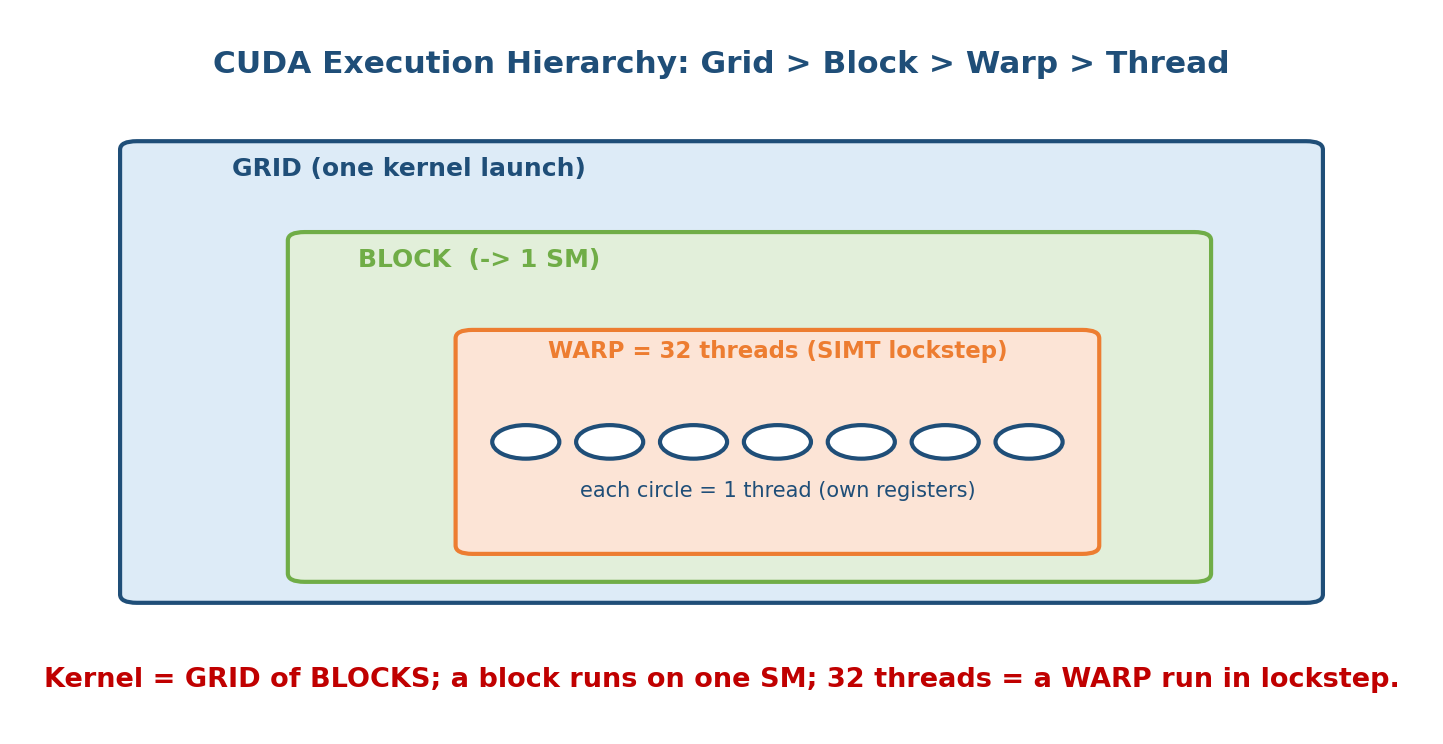 CUDA Execution Hierarchy: Grid > Block > Warp > Thread
GRID (one kernel launch)
BLOCK  (-> 1 SM)
WARP = 32 threads (SIMT lockstep)
each circle = 1 thread (own registers)
Kernel = GRID of BLOCKS; a block runs on one SM; 32 threads = a WARP run in lockstep.